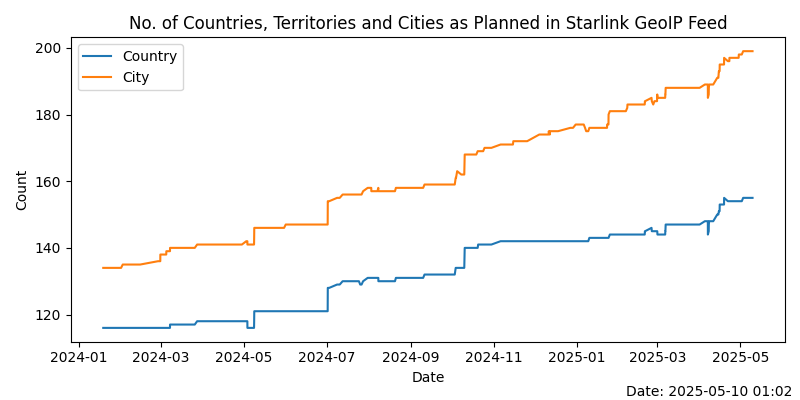 No. of Countries, Territories and Cities as Planned in Starlink GeoIP Feed
Country
City
200
180
160
140
120
Count
2024-01 2024-03 2024-05 2024-07 2024-09 2024-11 2025-01 2025-03 2025-05
Date
Date: 2025-05-10 01:02